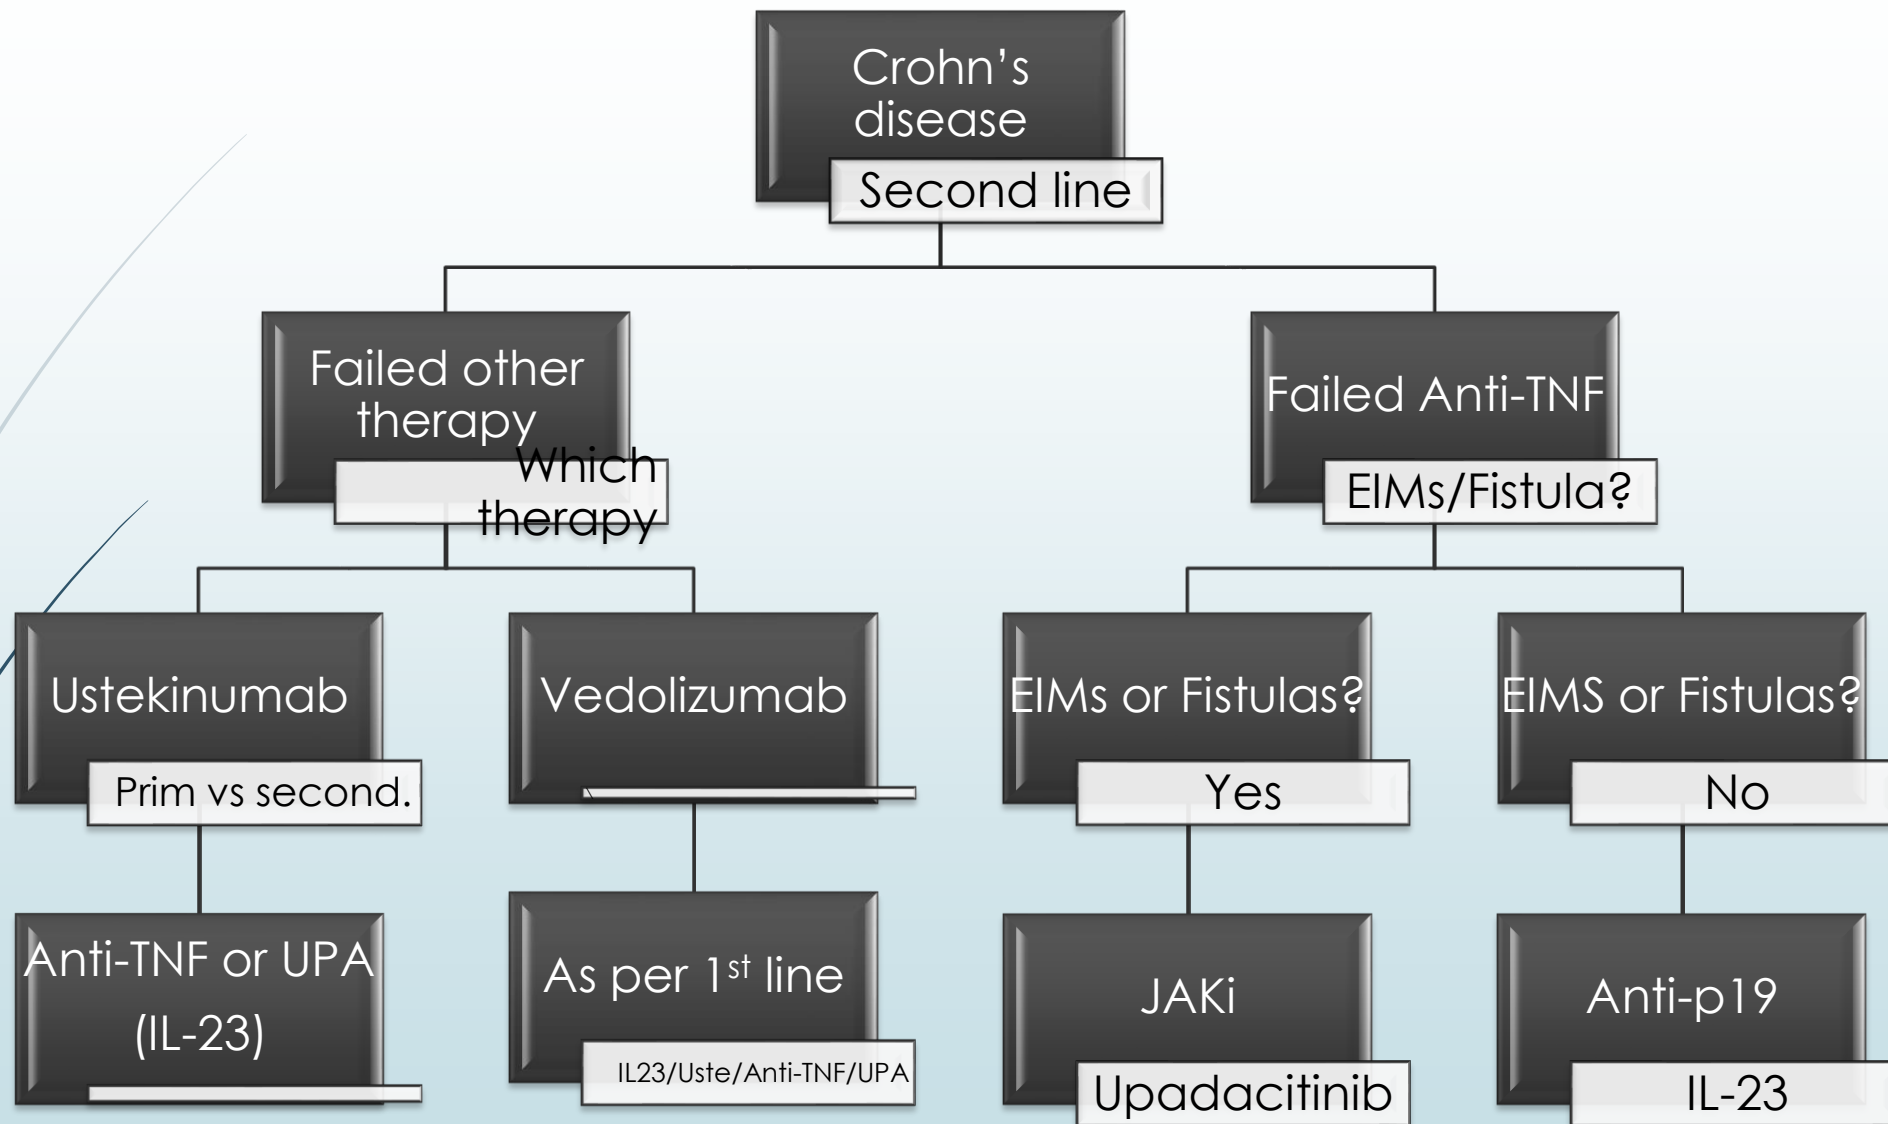 Crohn’s
disease
Second line
Failed other
therapy
Which
therapy
Failed Anti-TNF
EIMs/Fistula?
Ustekinumab
Prim vs second.
Vedolizumab
\
EIMs or Fistulas?
Yes
EIMS or Fistulas?
No
Anti-TNF or UPA
(IL-23)
As per 1st line
IL23/Uste/Anti-TNF/UPA
JAKi
Upadacitinib
Anti-p19
IL-23